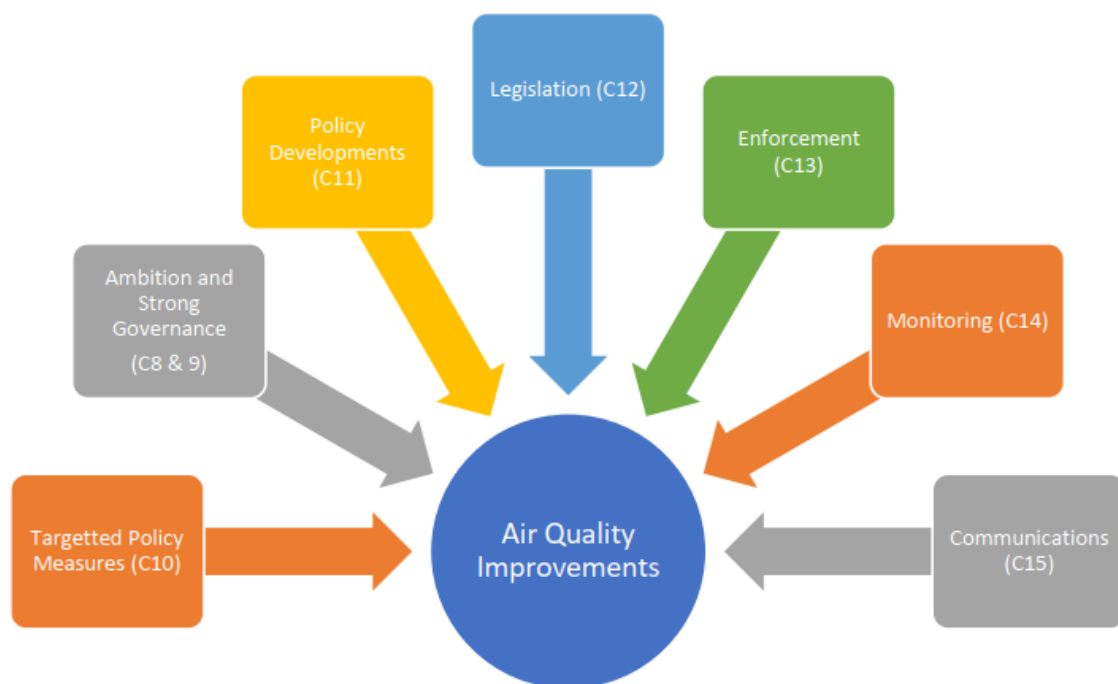 Legislation (C12)
Policy
Developments
(C11)
Enforcement
(C13)
Ambition and
Strong
Governance
(C8 & 9)
Monitoring (C14)
Targetted Policy
Measures (C10)
Air Quality
Improvements
Communications
(C15)